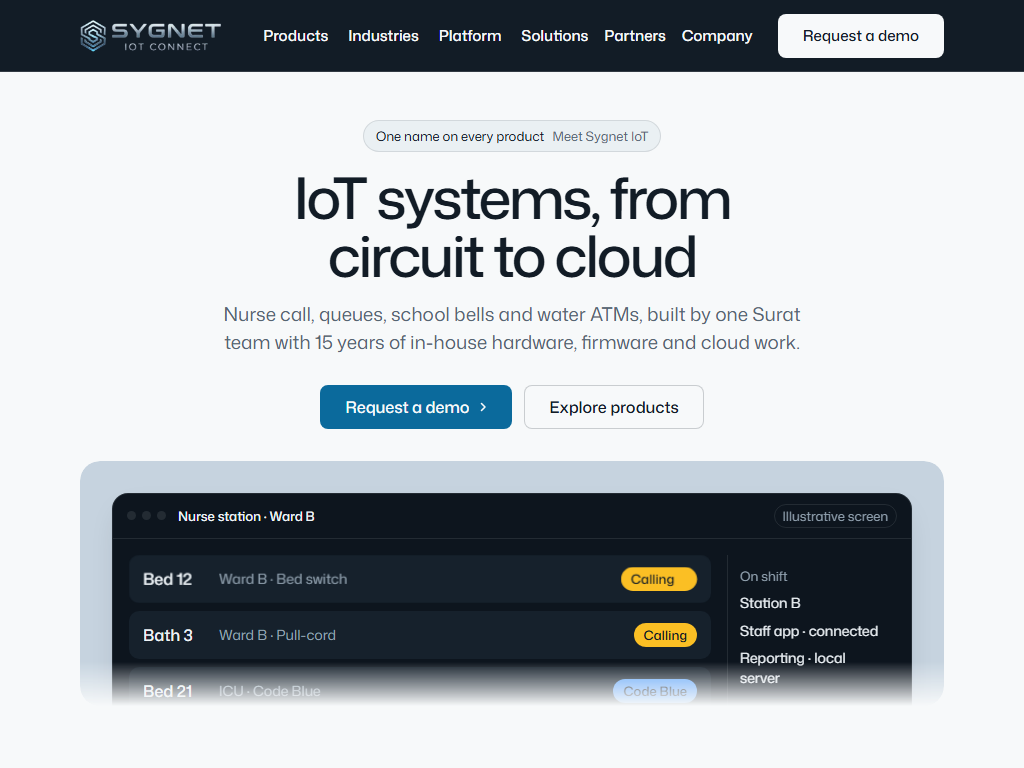 SYGNET
IOT CONNECT
Products Industries Platform Solutions Partners Company Request a demo
One name on every product Meet Sygnet IoT
IoT systems, from
circuit to cloud
Nurse call, queues, school bells and water ATMs, built by one Surat
team with 15 years of in-house hardware, firmware and cloud work.
Request a demo Explore products
Nurse station · Ward B Illustrative screen
Bed 12 Ward B · Bed switch Calling
Bath 3 Ward B · Pull-cord Calling
Bed 21 ICU · Code Blue Code Blue
On shift
Station B
Staff app · connected
Reporting · local
server